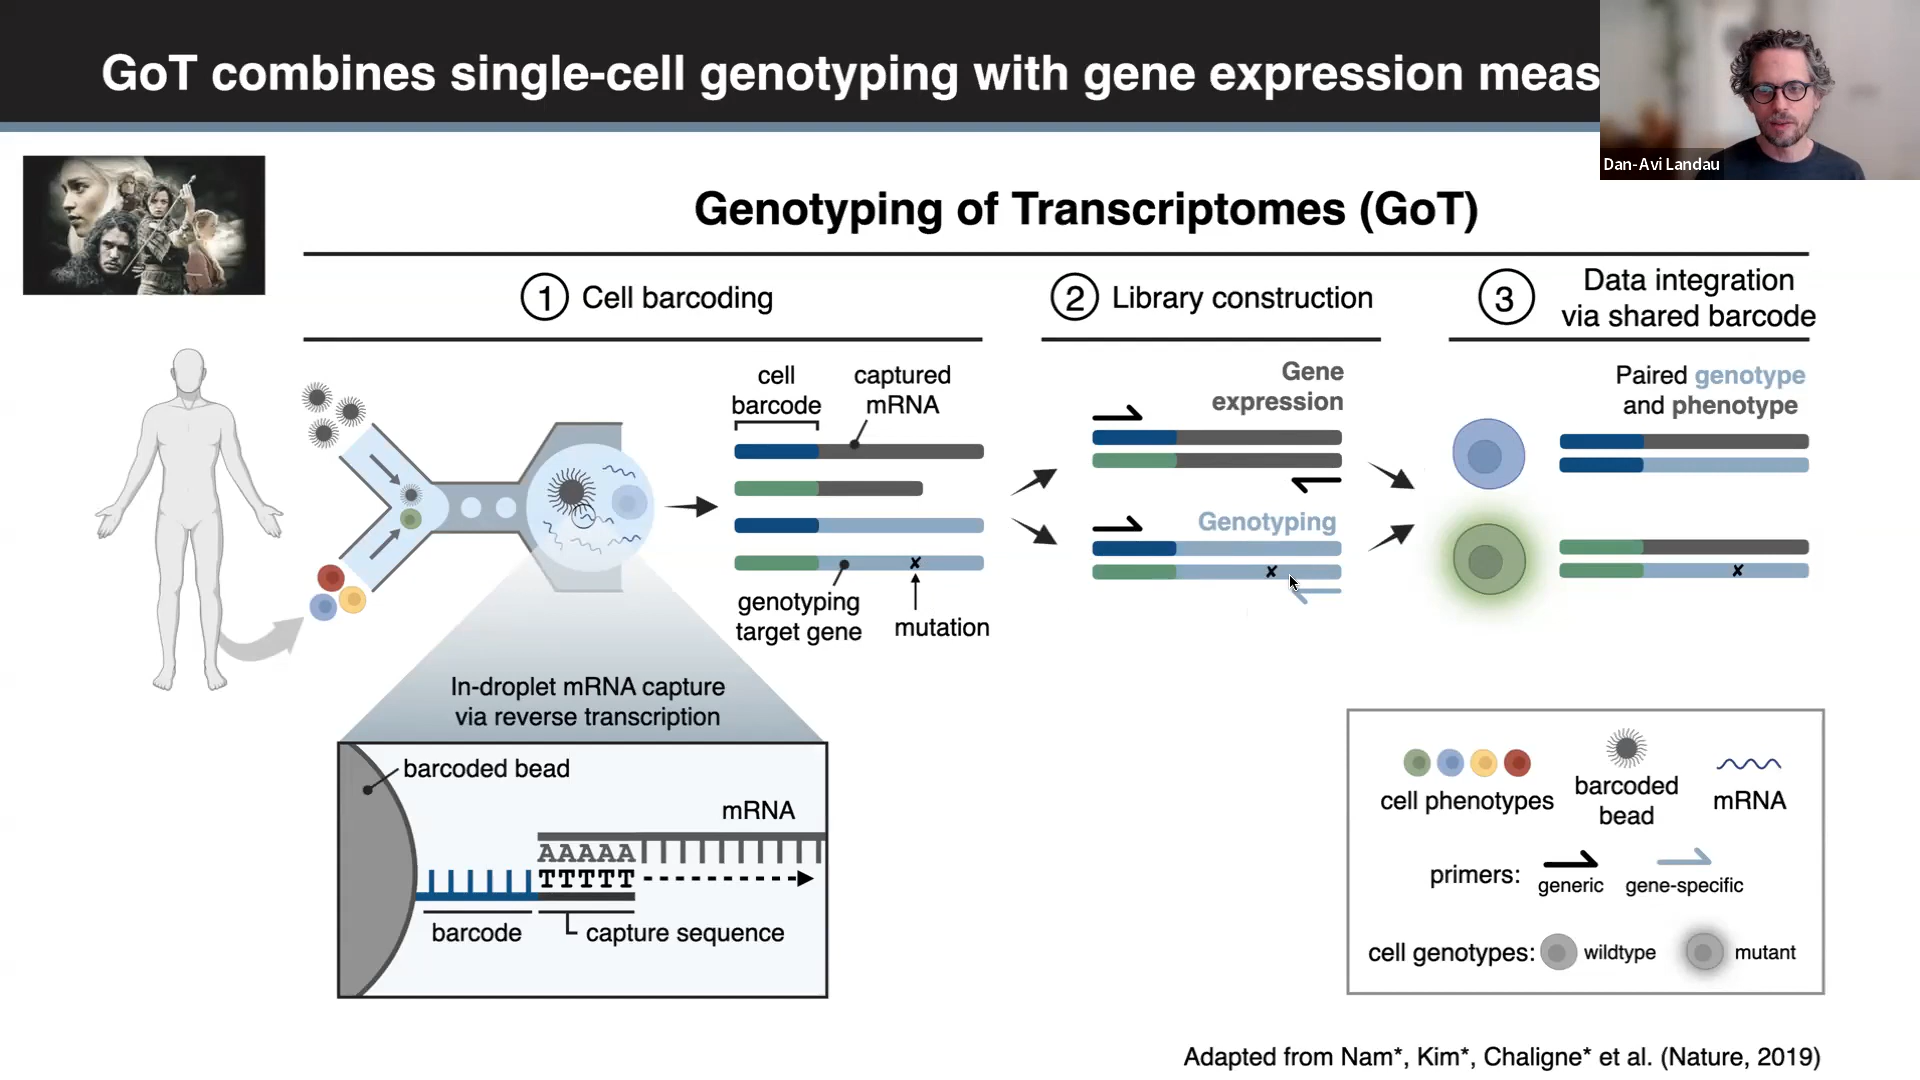 GoT combines single-cell genotyping with gene expression meas
Dan-Avi Landau
Genotyping of Transcriptomes (GoT)
1 Cell barcoding
2 Library construction
3 Data integration
via shared barcode
cell
barcode
captured
mRNA
genotyping
target gene
mutation
Gene
expression
Genotyping
Paired genotype
and phenotype
In-droplet mRNA capture
via reverse transcription
barcoded bead
mRNA
AAAAA
TTTTT
barcode
capture sequence
cell phenotypes
barcoded
bead
mRNA
primers:
generic
gene-specific
cell genotypes:
wildtype
mutant
Adapted from Nam*, Kim*, Chaligne* et al. (Nature, 2019)